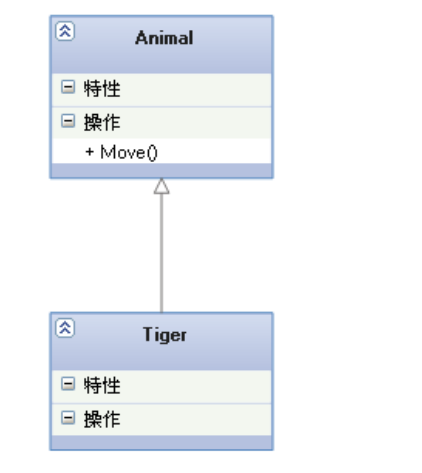 Animal
特性
操作
+ Move()
Tiger
特性
操作